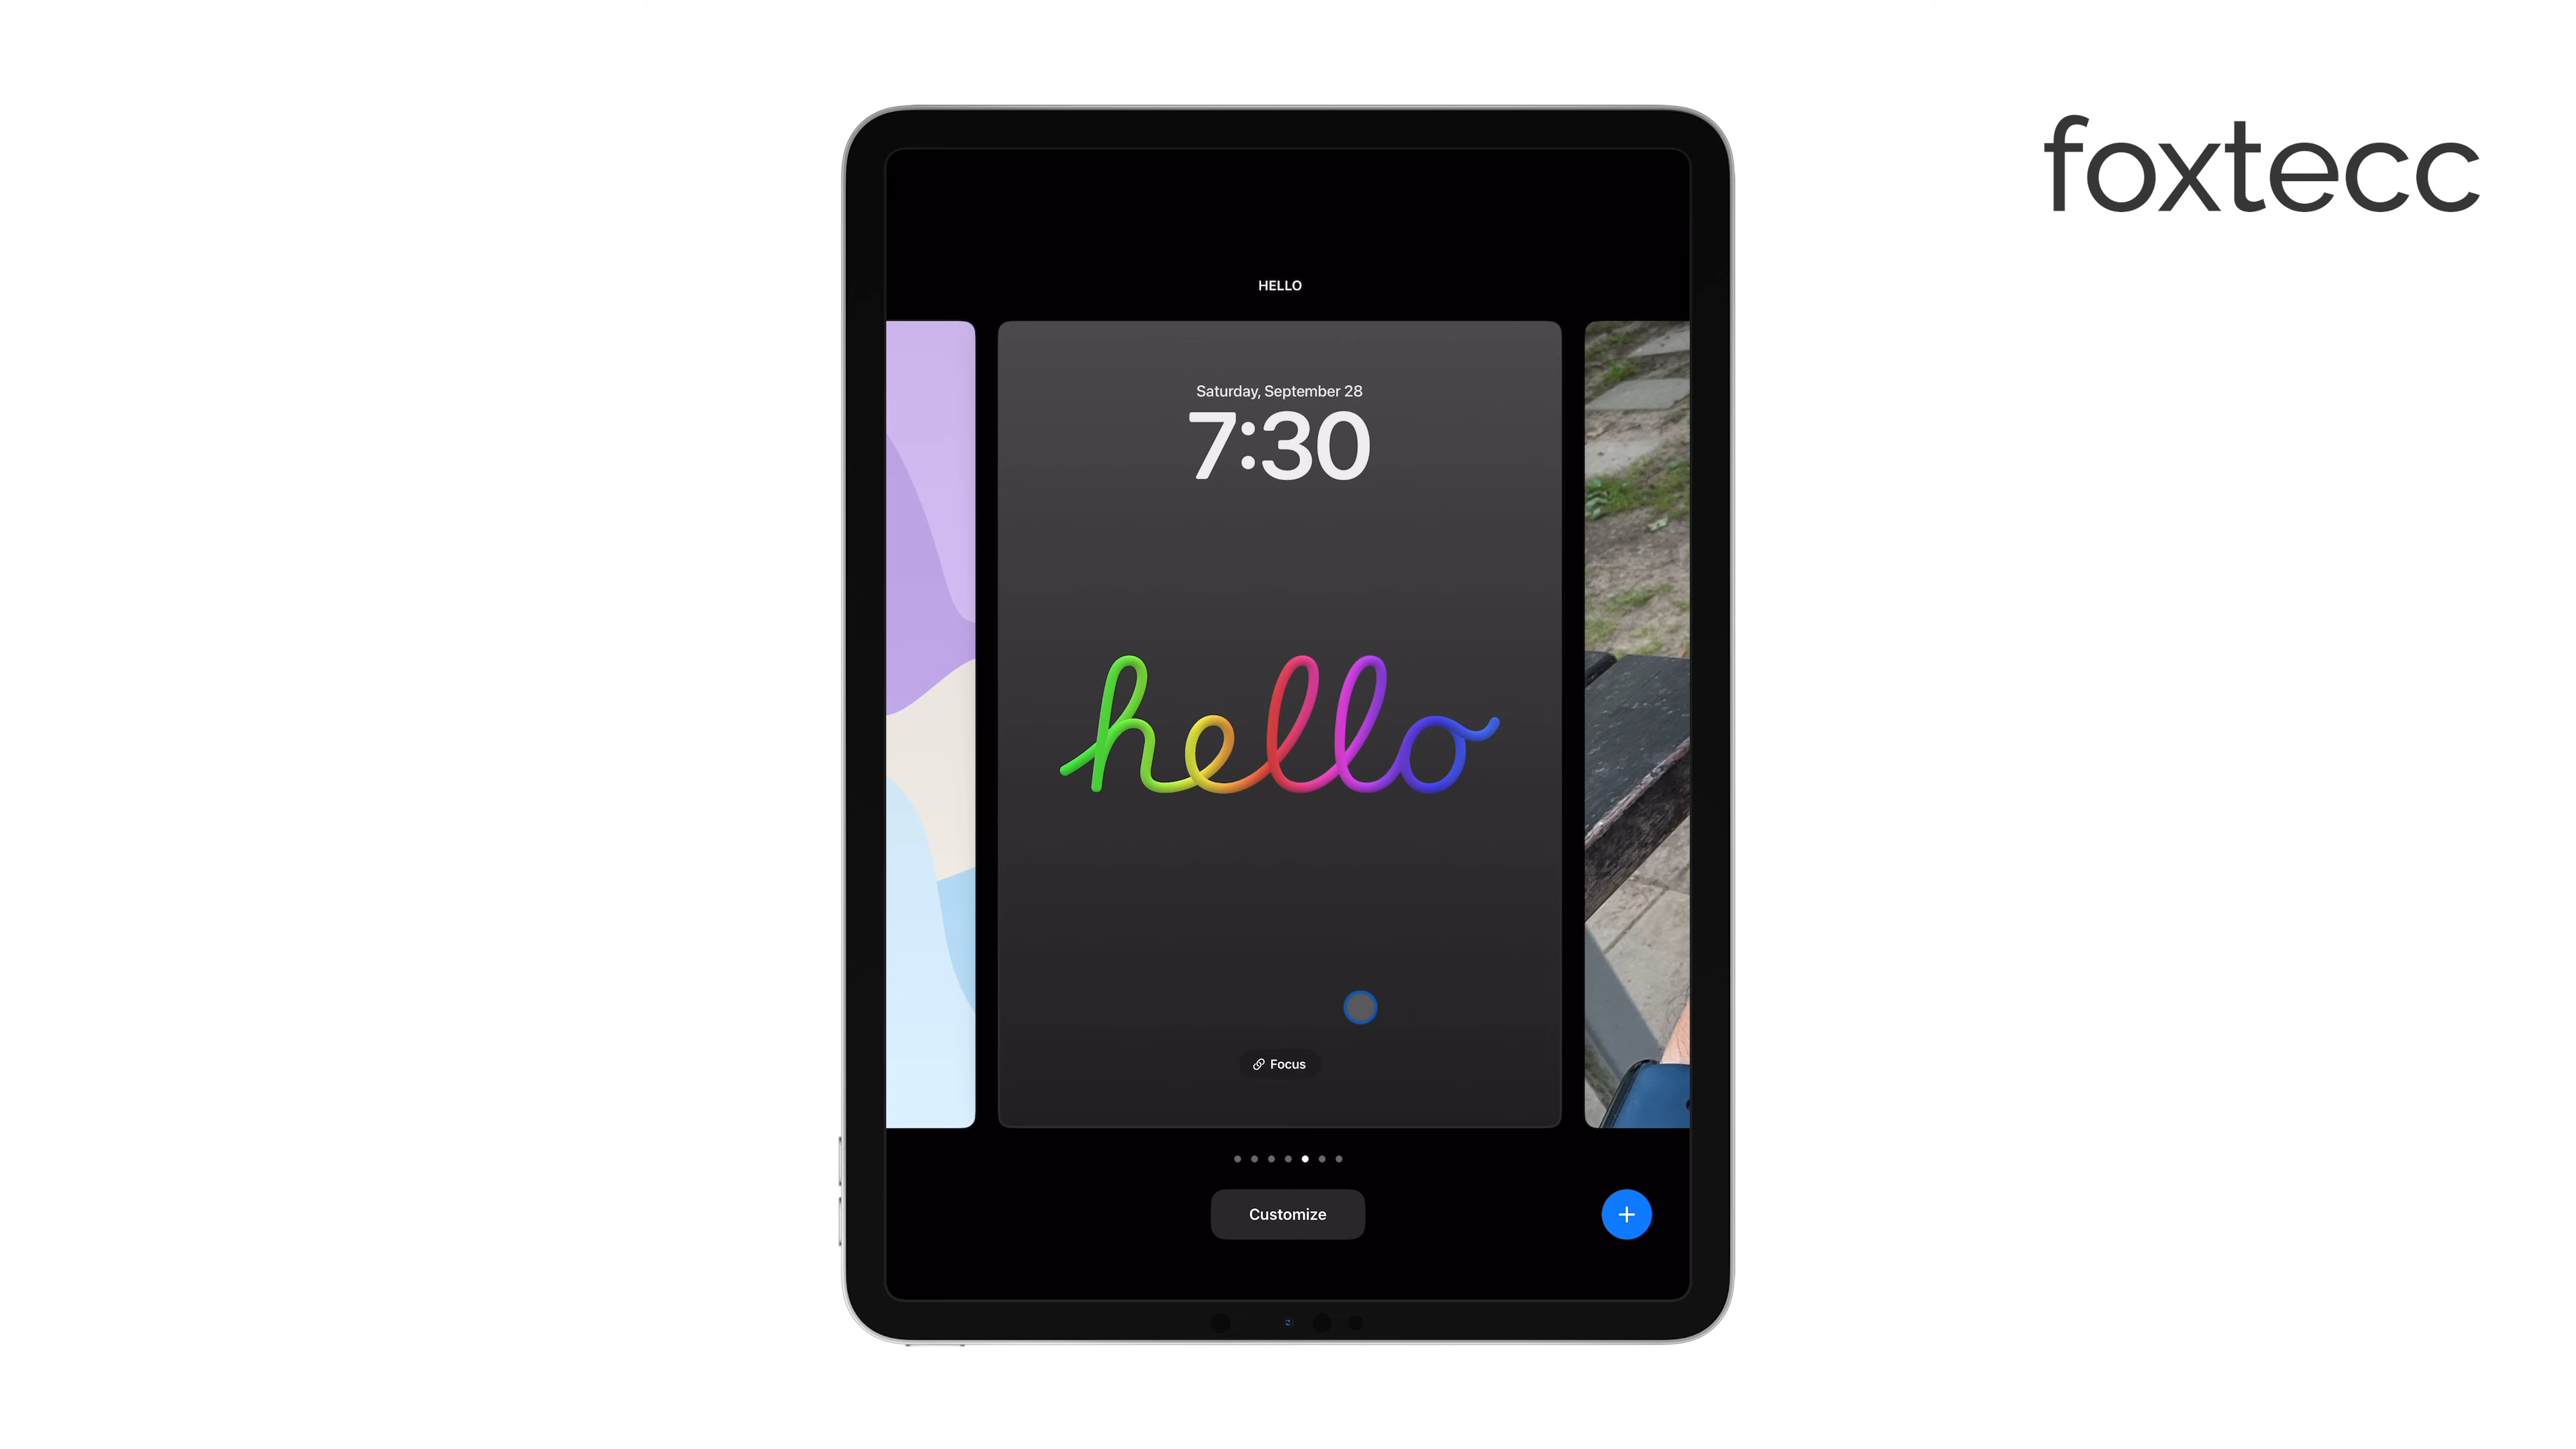 foxtecc
HELLO
Saturday, September 28
7:30
hello
Focus
Customize